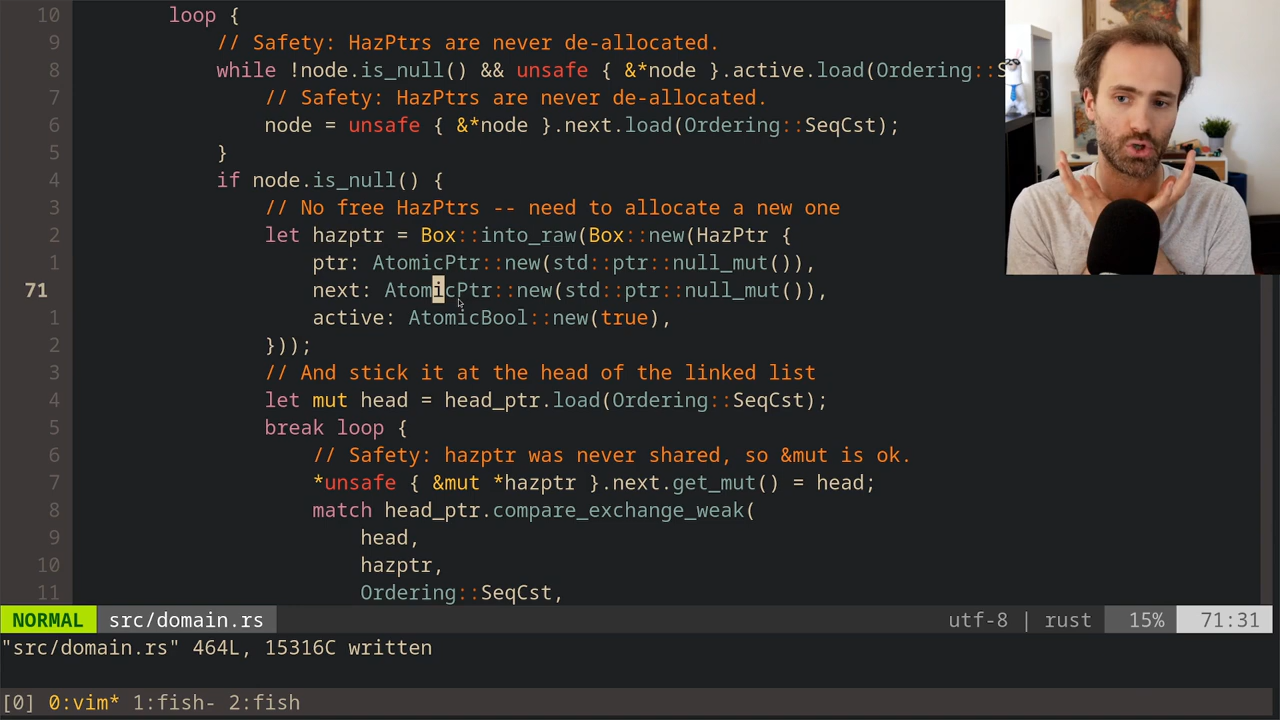 10 loop {
9 // Safety: HazPtrs are never de-allocated.
8 while !node.is_null() && unsafe { &*node }.active.load(Ordering::S
7 // Safety: HazPtrs are never de-allocated.
6 node = unsafe { &*node }.next.load(Ordering::SeqCst);
5 }
4 if node.is_null() {
3 // No free HazPtrs -- need to allocate a new one
2 let hazptr = Box::into_raw(Box::new(HazPtr {
1 ptr: AtomicPtr::new(std::ptr::null_mut()),
71 next: AtomicPtr::new(std::ptr::null_mut()),
1 active: AtomicBool::new(true),
2 }));
3 // And stick it at the head of the linked list
4 let mut head = head_ptr.load(Ordering::SeqCst);
5 break loop {
6 // Safety: hazptr was never shared, so &mut is ok.
7 *unsafe { &mut *hazptr }.next.get_mut() = head;
8 match head_ptr.compare_exchange_weak(
9 head,
10 hazptr,
11 Ordering::SeqCst,
NORMAL src/domain.rs utf-8 | rust 15% 71:31
"src/domain.rs" 464L, 15316C written
[0] 0:vim* 1:fish- 2:fish